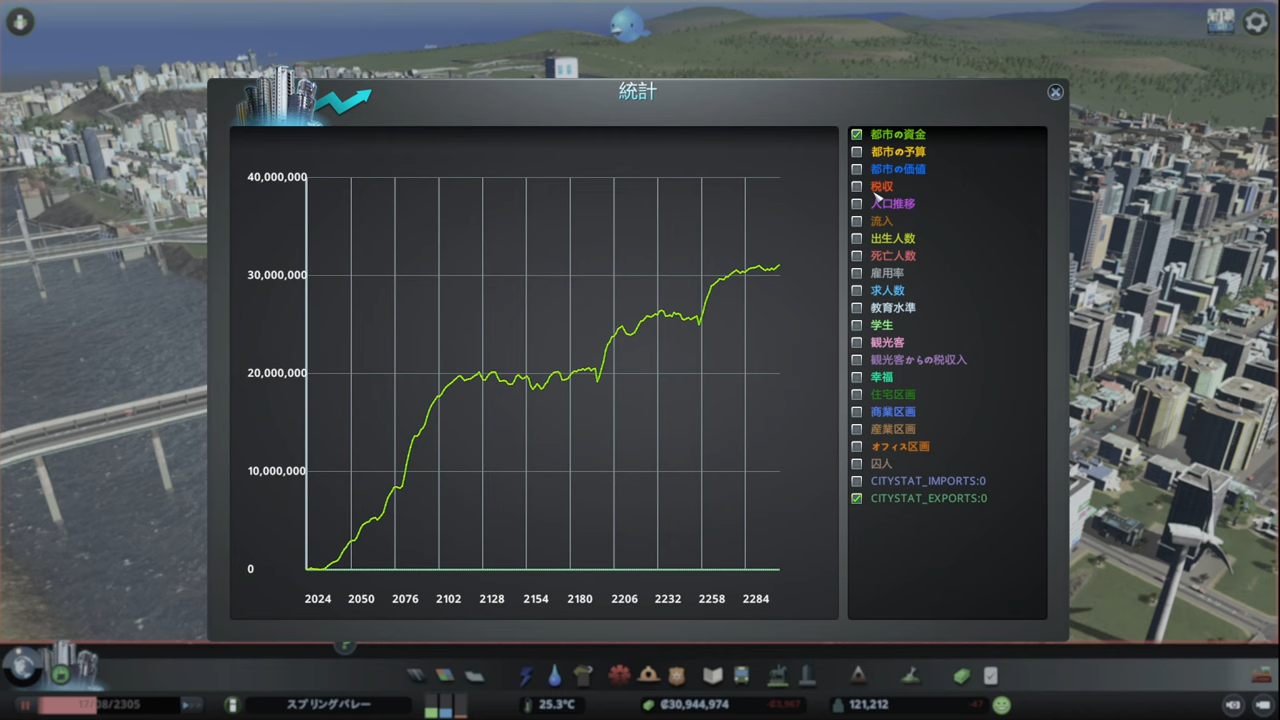 統計
40,000,000
30,000,000
20,000,000
10,000,000
0
2024 2050 2076 2102 2128 2154 2180 2206 2232 2258 2284
都市の資金
都市の予算
都市の価値
税収
人口推移
流入
出生人数
死亡人数
雇用率
求人数
教育水準
学生
観光客
観光客からの税収入
幸福
住宅区画
商業区画
産業区画
オフィス区画
囚人
CITYSTAT_IMPORTS:0
CITYSTAT_EXPORTS:0
17/08/2305 スプリングバレー 25.3°C ₡30,944,974 -83,967 121,212 -47